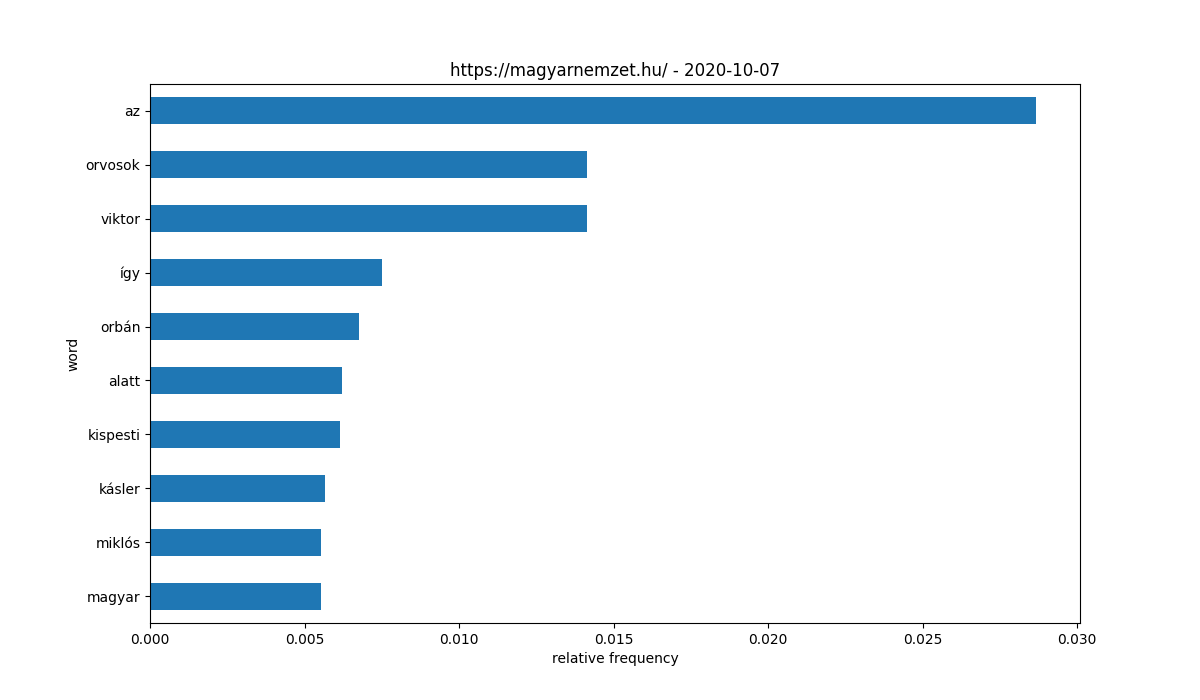 https://magyarnemzet.hu/ - 2020-10-07
az
orvosok
viktor
így
orbán
alatt
kispesti
kásler
miklós
magyar
word
0.000 0.005 0.010 0.015 0.020 0.025 0.030
relative frequency